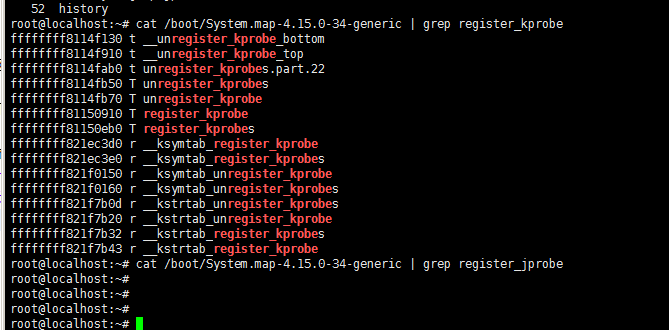 52 history
root@localhost:~# cat /boot/System.map-4.15.0-34-generic | grep register_kprobe
ffffffff8114f130 t __unregister_kprobe_bottom
ffffffff8114f910 t __unregister_kprobe_top
ffffffff8114fab0 t unregister_kprobes.part.22
ffffffff8114fb50 T unregister_kprobes
ffffffff8114fb70 T unregister_kprobe
ffffffff81150910 T register_kprobe
ffffffff81150eb0 T register_kprobes
ffffffff821ec3d0 r __ksymtab_register_kprobe
ffffffff821ec3e0 r __ksymtab_register_kprobes
ffffffff821f0150 r __ksymtab_unregister_kprobe
ffffffff821f0160 r __ksymtab_unregister_kprobes
ffffffff821f7b0d r __kstrtab_unregister_kprobes
ffffffff821f7b20 r __kstrtab_unregister_kprobe
ffffffff821f7b32 r __kstrtab_register_kprobes
ffffffff821f7b43 r __kstrtab_register_kprobe
root@localhost:~# cat /boot/System.map-4.15.0-34-generic | grep register_jprobe
root@localhost:~#
root@localhost:~#
root@localhost:~#
root@localhost:~#